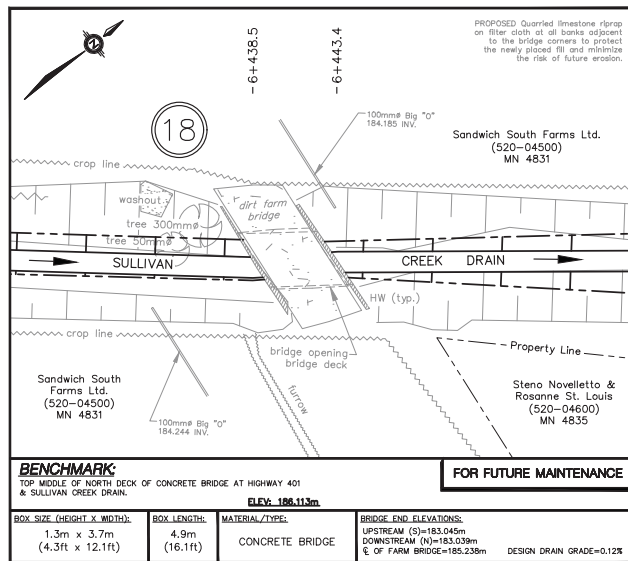 PROPOSED Quarried limestone riprap
on filter cloth at all banks adjacent
to the bridge corners to protect
the newly placed fill and minimize
the risk of future erosion.
N
-6+438.5
-6+443.4
18
100mmø Big "O"
184.185 INV.
Sandwich South Farms Ltd.
(520-04500)
MN 4831
crop line
washout
dirt farm
bridge
tree 300mmø
tree 50mmø
SULLIVAN
CREEK DRAIN
HW (typ.)
crop line
bridge opening
bridge deck
Property Line
Sandwich South
Farms Ltd.
(520-04500)
MN 4831
furrow
Steno Novelletto &
Rosanne St. Louis
(520-04600)
MN 4835
100mmø Big "O"
184.244 INV.
BENCHMARK:
TOP MIDDLE OF NORTH DECK OF CONCRETE BRIDGE AT HIGHWAY 401
& SULLIVAN CREEK DRAIN.
ELEV: 186.113m
FOR FUTURE MAINTENANCE
BOX SIZE (HEIGHT X WIDTH):
1.3m x 3.7m
(4.3ft x 12.1ft)
BOX LENGTH:
4.9m
(16.1ft)
MATERIAL/TYPE:
CONCRETE BRIDGE
BRIDGE END ELEVATIONS:
UPSTREAM (S)=183.045m
DOWNSTREAM (N)=183.039m
℄ OF FARM BRIDGE=185.238m DESIGN DRAIN GRADE=0.12%